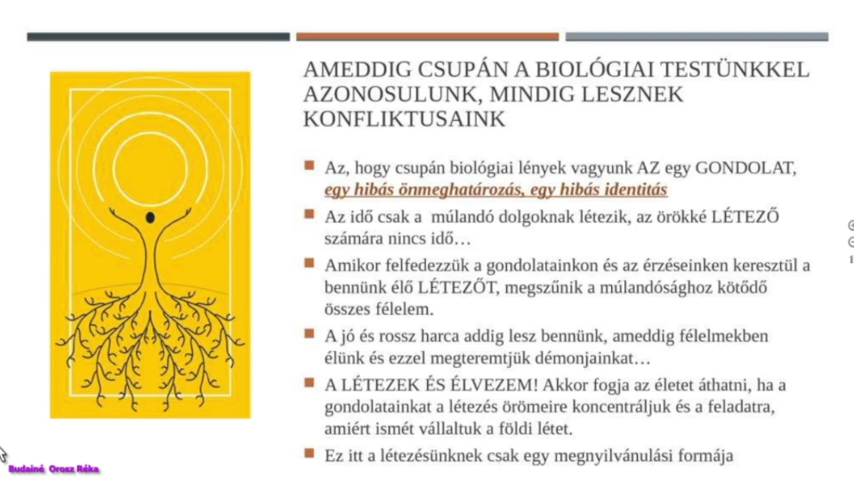 AMEDDIG CSUPÁN A BIOLÓGIAI TESTÜNKKEL
AZONOSULUNK, MINDIG LESZNEK
KONFLIKTUSAINK
Az, hogy csupán biológiai lények vagyunk AZ egy GONDOLAT,
egy hibás önmeghatározás, egy hibás identitás
Az idő csak a múlandó dolgoknak létezik, az örökké LÉTEZŐ
számára nincs idő…
Amikor felfedezzük a gondolatainkon és az érzéseinken keresztül a
bennünk élő LÉTEZŐT, megszűnik a múlandósághoz kötődő
összes félelem.
A jó és rossz harca addig lesz bennünk, ameddig félelmekben
élünk és ezzel megteremtjük démonjainkat…
A LÉTEZEK ÉS ÉLVEZEM! Akkor fogja az életet áthatni, ha a
gondolatainkat a létezés örömeire koncentráljuk és a feladatra,
amiért ismét vállaltuk a földi létet.
Ez itt a létezésünknek csak egy megnyilvánulási formája
Budainé Orosz Réka